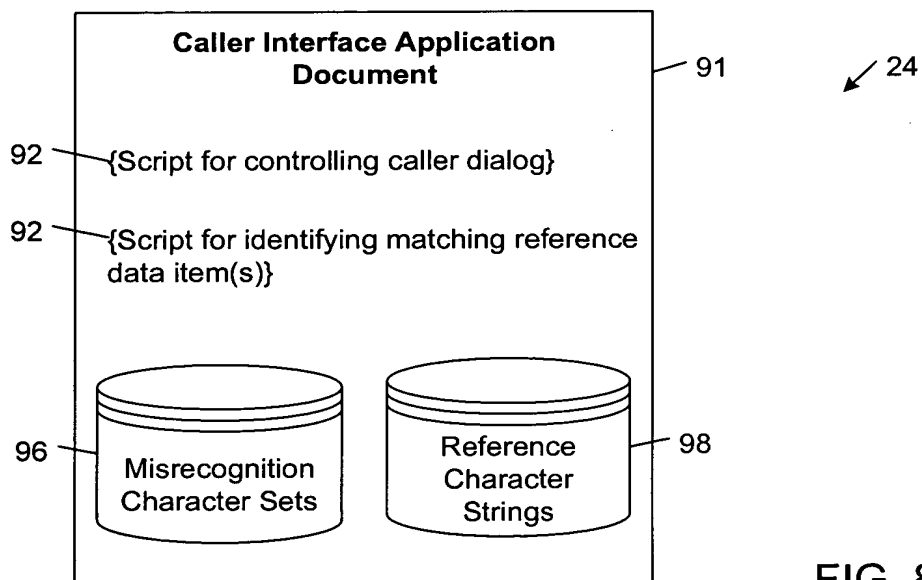 Caller Interface Application
Document
91
24
92
{Script for controlling caller dialog}
92
{Script for identifying matching reference
data item(s)}
96
Misrecognition
Character Sets
Reference
Character
Strings
98
FIG.